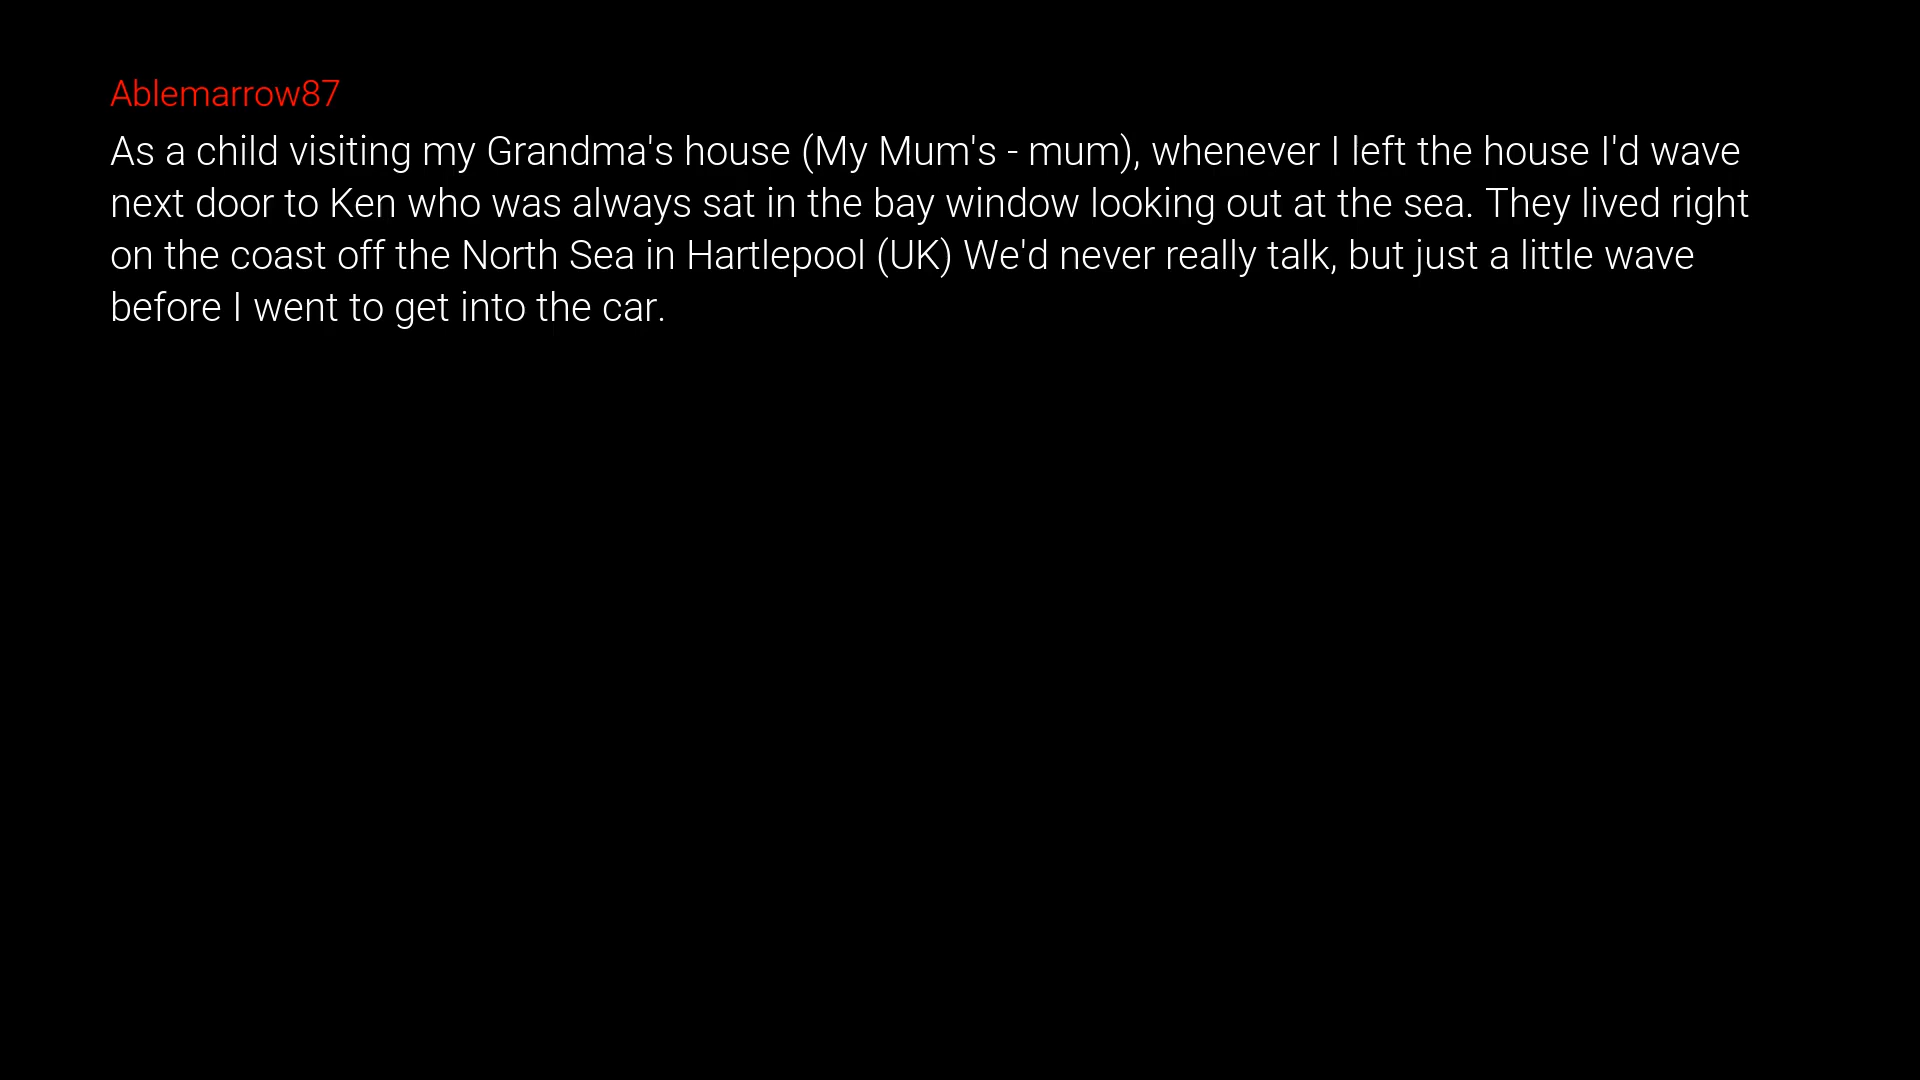 Ablemarrow87
As a child visiting my Grandma's house (My Mum's - mum), whenever I left the house I'd wave
next door to Ken who was always sat in the bay window looking out at the sea. They lived right
on the coast off the North Sea in Hartlepool (UK) We'd never really talk, but just a little wave
before I went to get into the car.